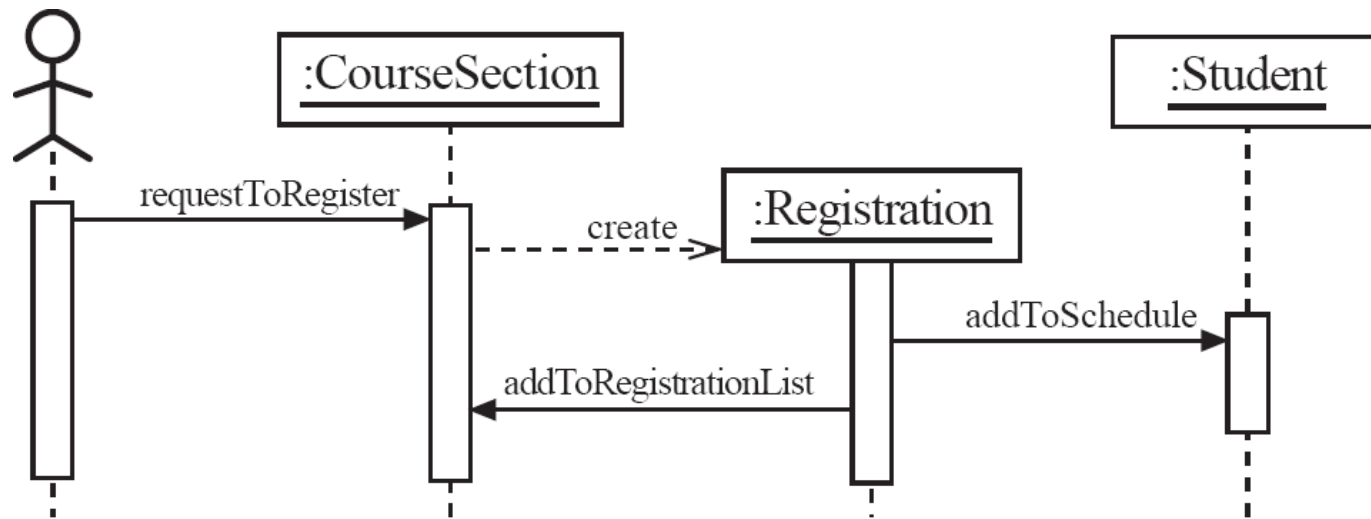 :CourseSection
:Student
requestToRegister
create
:Registration
addToSchedule
addToRegistrationList